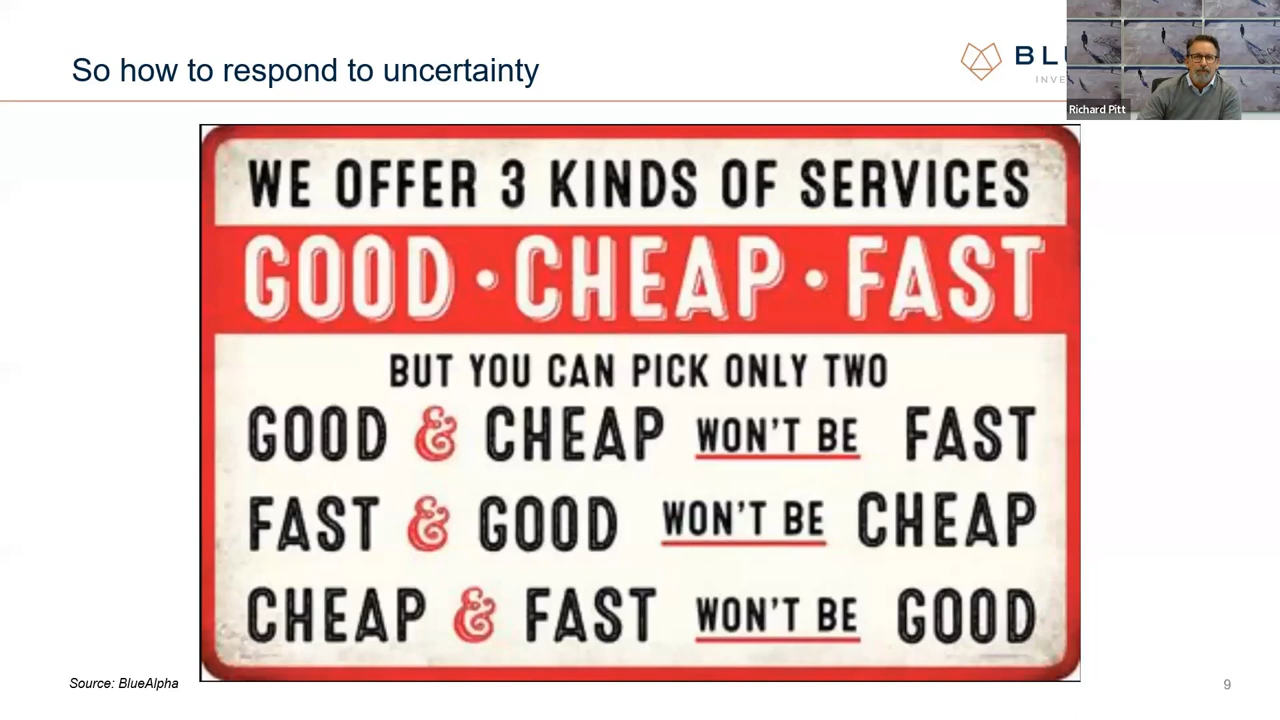 So how to respond to uncertainty
BLU
INVE
Richard Pitt
WE OFFER 3 KINDS OF SERVICES
GOOD • CHEAP • FAST
BUT YOU CAN PICK ONLY TWO
GOOD & CHEAP WON'T BE FAST
FAST & GOOD WON'T BE CHEAP
CHEAP & FAST WON'T BE GOOD
Source: BlueAlpha
9